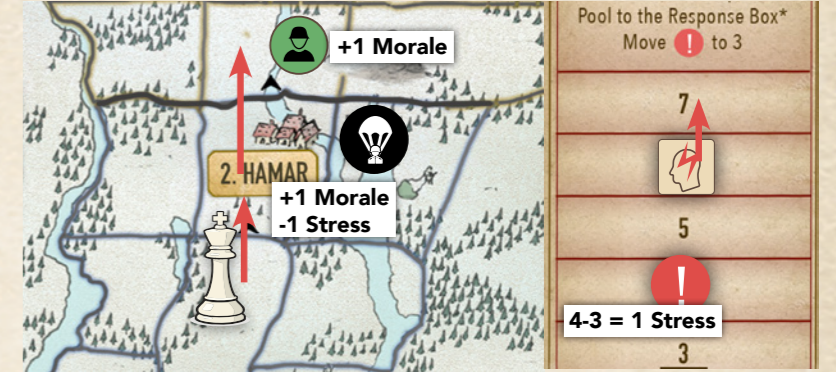 +1 Morale
2. HAMAR
+1 Morale
-1 Stress
Pool to the Response Box*
Move ! to 3
7
5
!
4-3 = 1 Stress
3